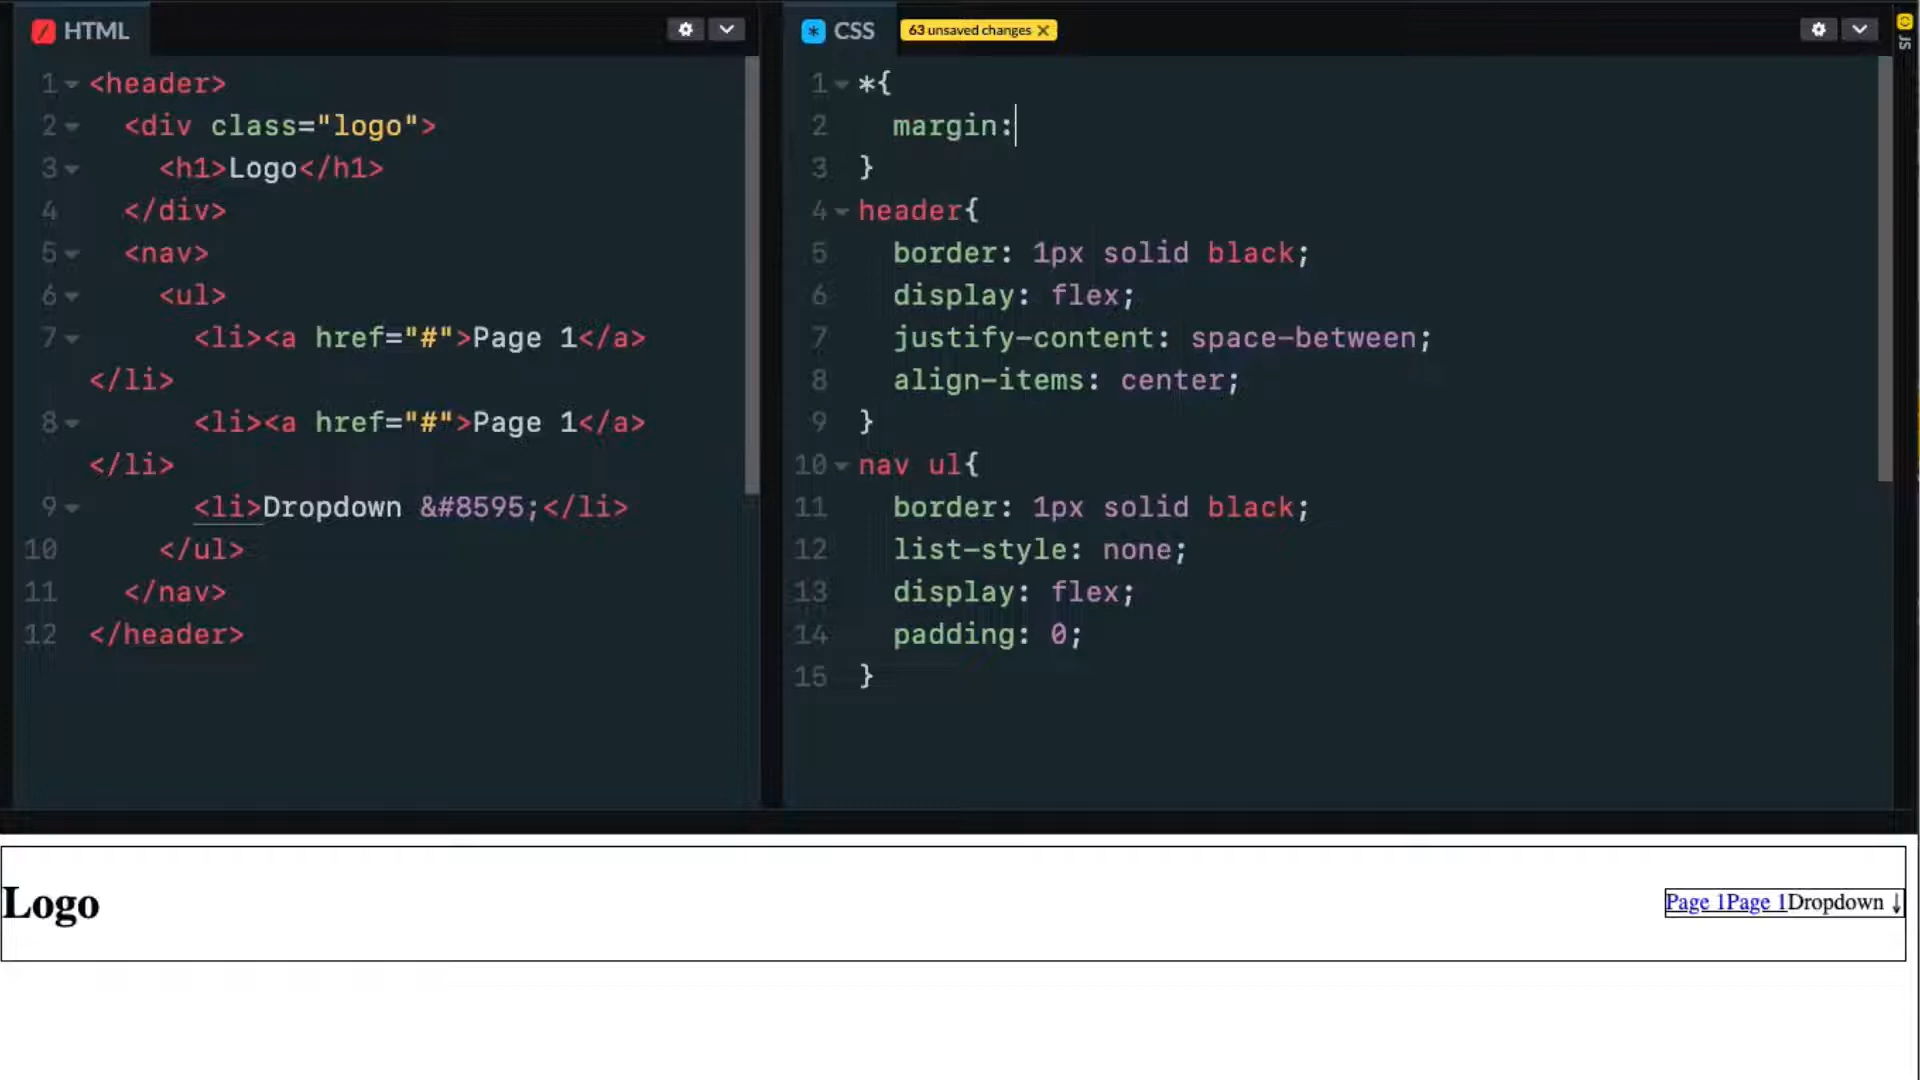 HTML
1 <header>
2 <div class="logo">
3 <h1>Logo</h1>
4 </div>
5 <nav>
6 <ul>
7 <li><a href="#">Page 1</a>
</li>
8 <li><a href="#">Page 1</a>
</li>
9 <li>Dropdown &#8595;</li>
10 </ul>
11 </nav>
12 </header>
CSS 63 unsaved changes ×
1 *{
2 margin:
3 }
4 header{
5 border: 1px solid black;
6 display: flex;
7 justify-content: space-between;
8 align-items: center;
9 }
10 nav ul{
11 border: 1px solid black;
12 list-style: none;
13 display: flex;
14 padding: 0;
15 }
JS
Logo
Page 1Page 1Dropdown ↓